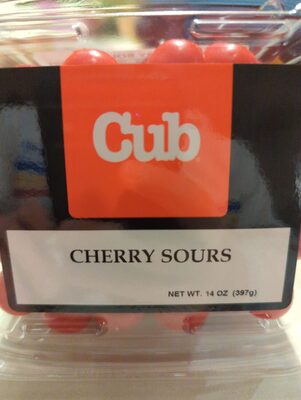 Cub
CHERRY SOURS
NET WT. 14 OZ (397g)